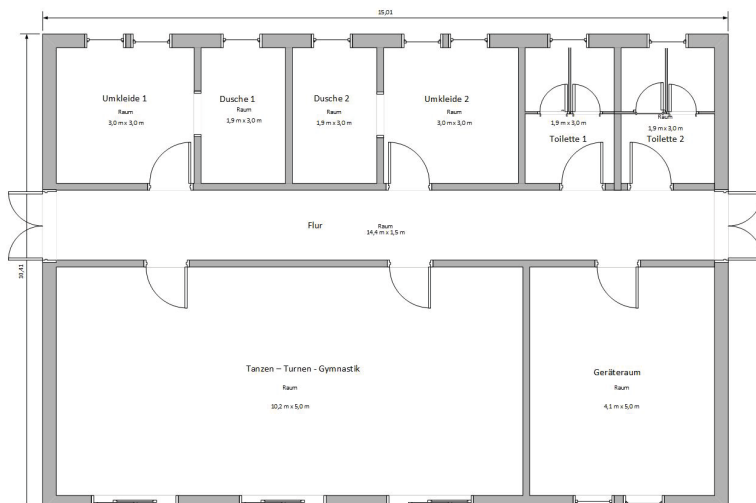 15,01
Umkleide 1
Raum
3,0 m x 3,0 m
Dusche 1
Raum
1,9 m x 3,0 m
Dusche 2
Raum
1,9 m x 3,0 m
Umkleide 2
Raum
3,0 m x 3,0 m
1,9 m x 3,0 m
Toilette 1
Raum
1,9 m x 3,0 m
Toilette 2
Flur
Raum
14,4 m x 1,5 m
10,41
Tanzen – Turnen - Gymnastik
Raum
10,2 m x 5,0 m
Geräteraum
Raum
4,1 m x 5,0 m